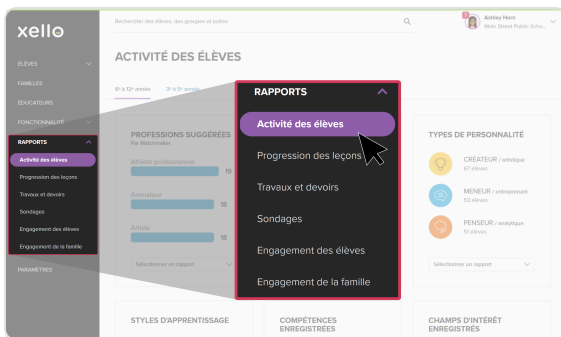 xello
Rechercher des élèves, des groupes et autres
Ashley Horn
Main Street Public Scho...
ÉLÈVES
FAMILLES
ÉDUCATEURS
FONCTIONNALITÉ
RAPPORTS
Activité des élèves
Progression des leçons
Travaux et devoirs
Sondages
Engagement des élèves
Engagement de la famille
PARAMÈTRES
ACTIVITÉ DES ÉLÈVES
6ᵉ à 12ᵉ année
3ᵉ à 5ᵉ année
PROFESSIONS SUGGÉRÉES
Par Matchmaker
Athlète professionnel
19
Animateur
18
Artiste
18
Sélectionner un rapport
RAPPORTS
Activité des élèves
Progression des leçons
Travaux et devoirs
Sondages
Engagement des élèves
Engagement de la famille
TYPES DE PERSONNALITÉ
CRÉATEUR / artistique
67 élèves
MENEUR / entreprenant
53 élèves
PENSEUR / analytique
51 élèves
Sélectionner un rapport
STYLES D'APPRENTISSAGE
COMPÉTENCES
ENREGISTRÉES
CHAMPS D'INTÉRÊT
ENREGISTRÉS